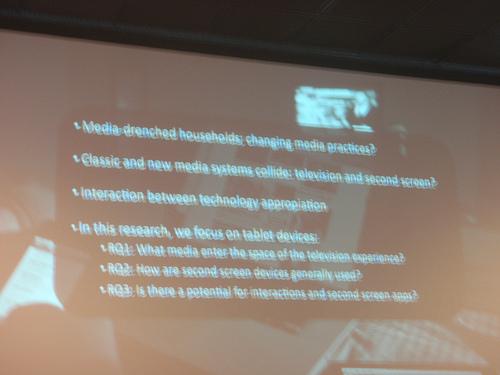 • Media-drenched households: changing media practices?
• Classic and new media systems collide: television and second screen?
• Interaction between technology appropiation
• In this research, we focus on tablet devices:
• RQ1: What media enter the space of the television experience?
• RQ2: How are second screen devices generally used?
• RQ3: Is there a potential for interactions and second screen apps?